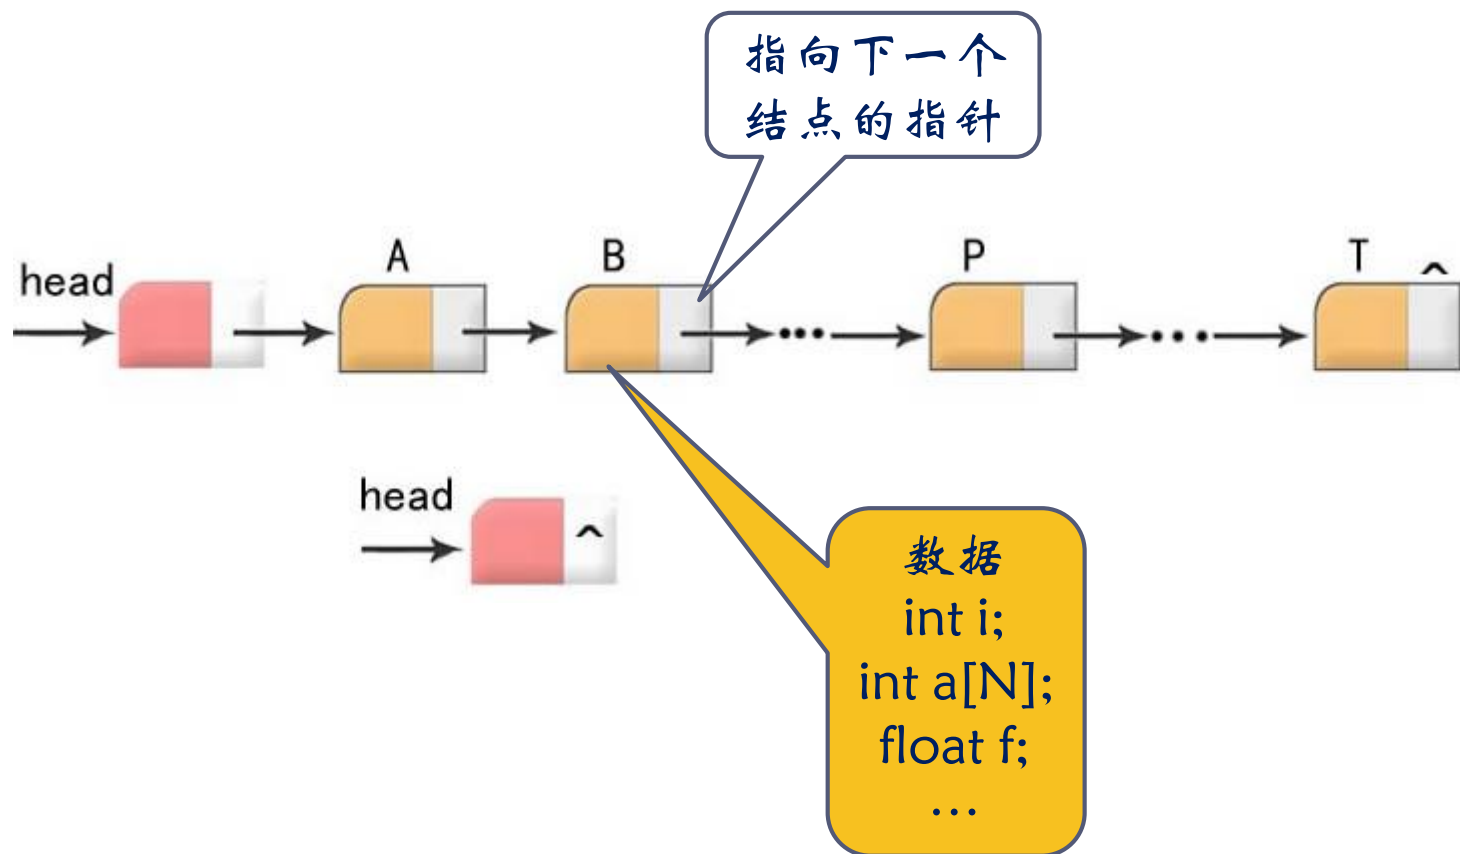 指向下一个
结点的指针
head
A
B
P
T ^
•••
•••
head
^
数据
int i;
int a[N];
float f;
...